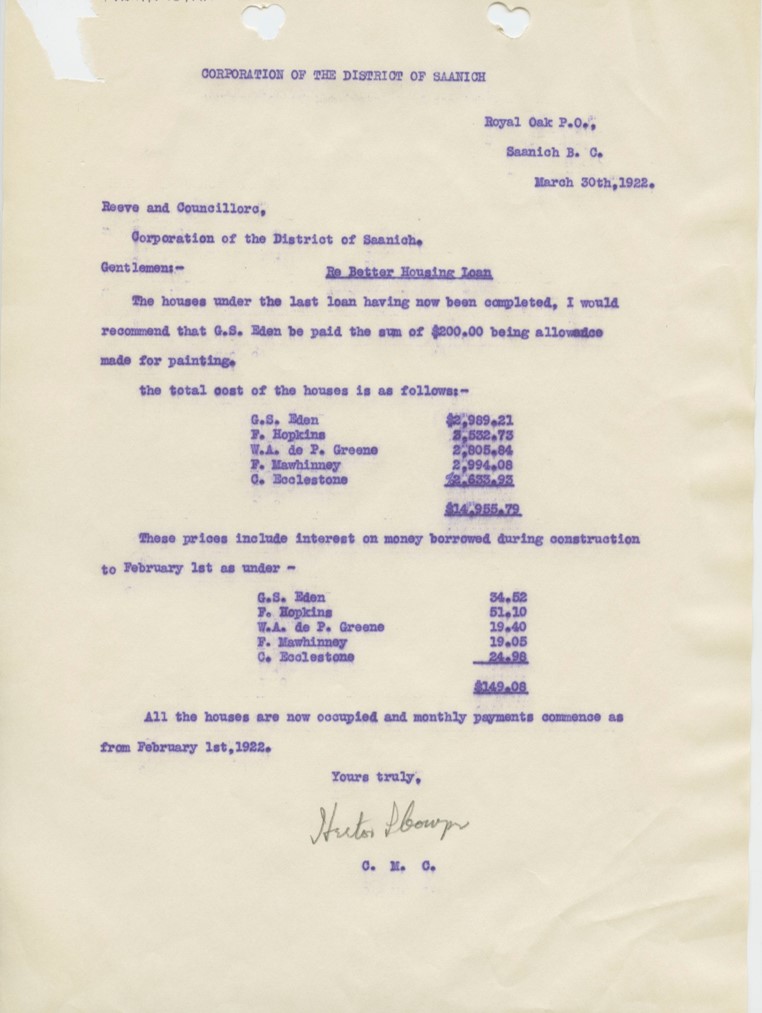 CORPORATION OF THE DISTRICT OF SAANICH
Royal Oak P.O.,
Saanich B. C.
March 30th,1922.
Reeve and Councillors,
Corporation of the District of Saanich.
Gentlemen:-
Re Better Housing Loan
The houses under the last loan having now been completed, I would
recommend that G.S. Eden be paid the sum of $200.00 being allowance
made for painting.
the total cost of the houses is as follows:-
G.S. Eden $2,989.21
F. Hopkins 3,532.73
W.A. de P. Greene 2,805.84
F. Mawhinney 2,994.08
C. Ecclestone 2,633.93
$14,955.79
These prices include interest on money borrowed during construction
to February 1st as under -
G.S. Eden 34.52
F. Hopkins 51.10
W.A. de P. Greene 19.40
F. Mawhinney 19.05
C. Ecclestone 24.98
$149.08
All the houses are now occupied and monthly payments commence as
from February 1st,1922.
Yours truly,
Hector S Cowper
C. M. C.